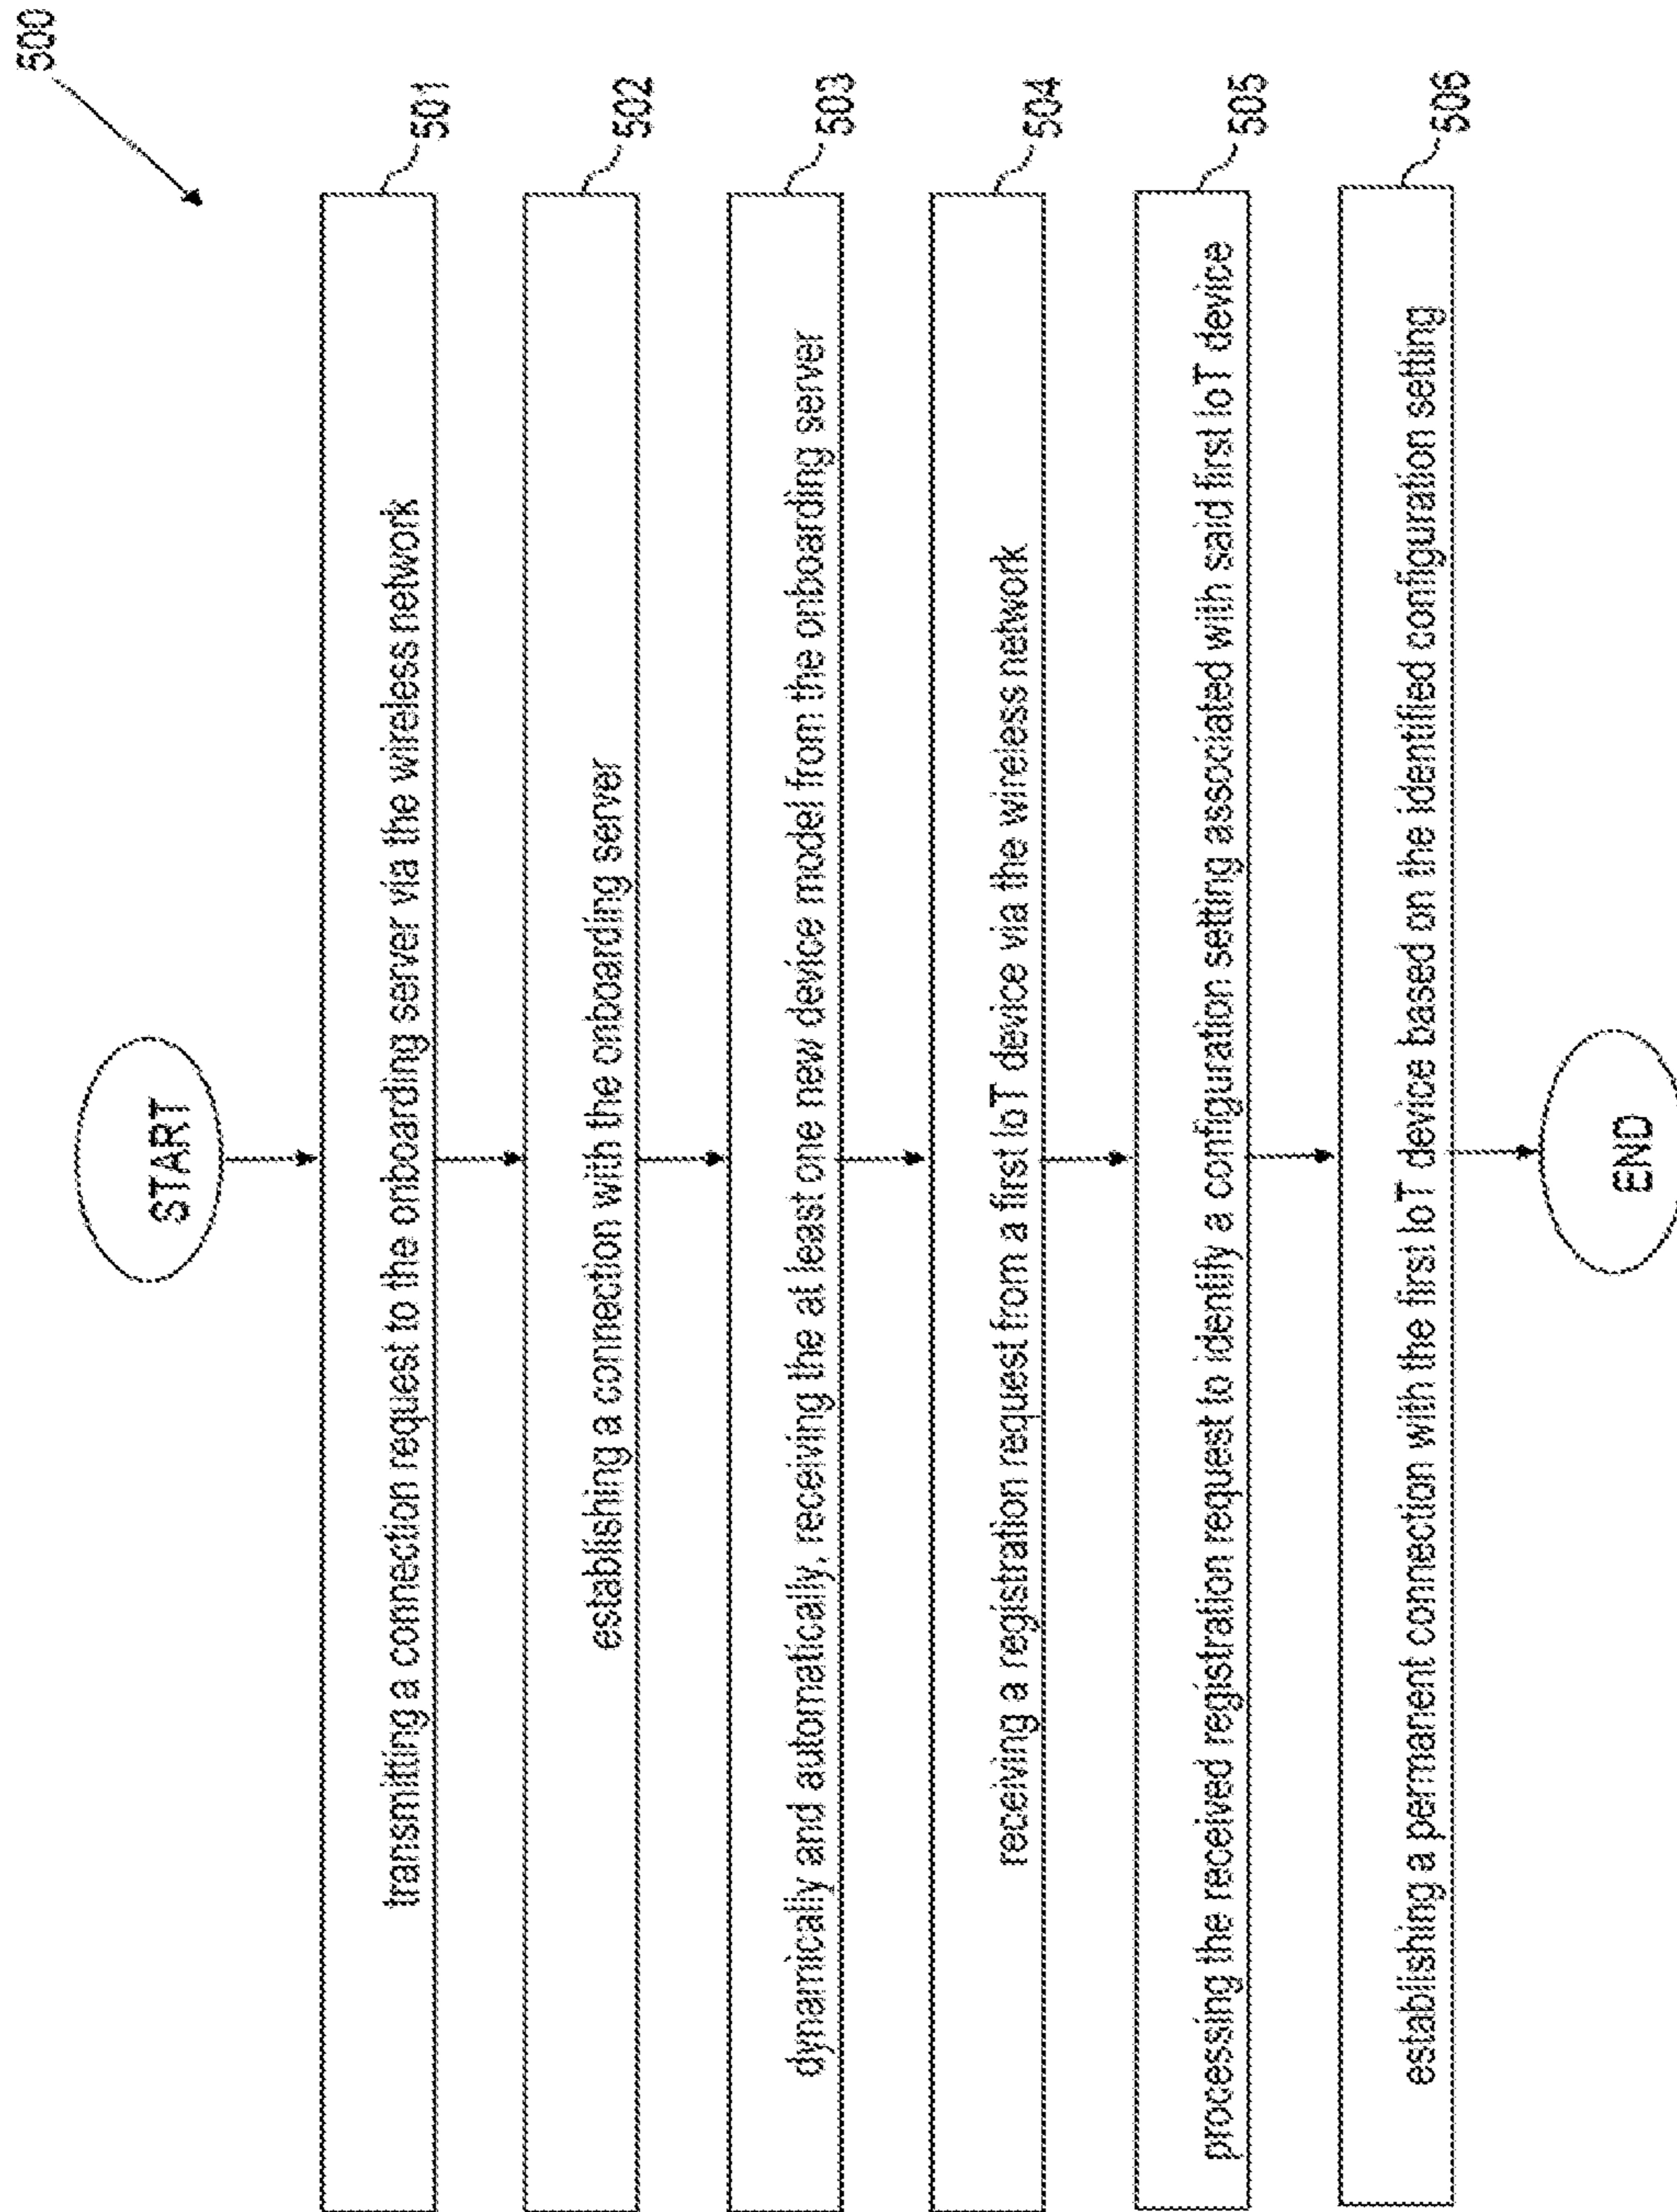 500
START
transmitting a connection request to the onboarding server via the wireless network
501
establishing a connection with the onboarding server
502
dynamically and automatically, receiving the at least one new device model from the onboarding server
503
receiving a registration request from a first IoT device via the wireless network
504
processing the received registration request to identify a configuration setting associated with said first IoT device
505
establishing a permanent connection with the first IoT device based on the identified configuration setting
506
END